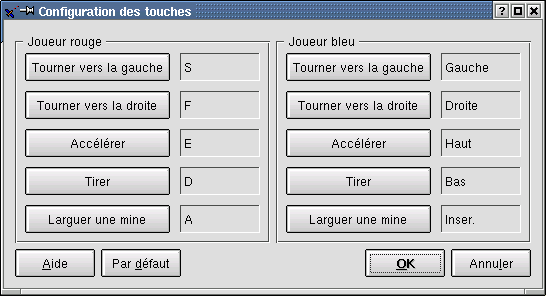 Configuration des touches
Joueur rouge
Tourner vers la gauche S
Tourner vers la droite F
Accélérer E
Tirer D
Larguer une mine A
Joueur bleu
Tourner vers la gauche Gauche
Tourner vers la droite Droite
Accélérer Haut
Tirer Bas
Larguer une mine Inser.
Aide Par défaut OK Annuler